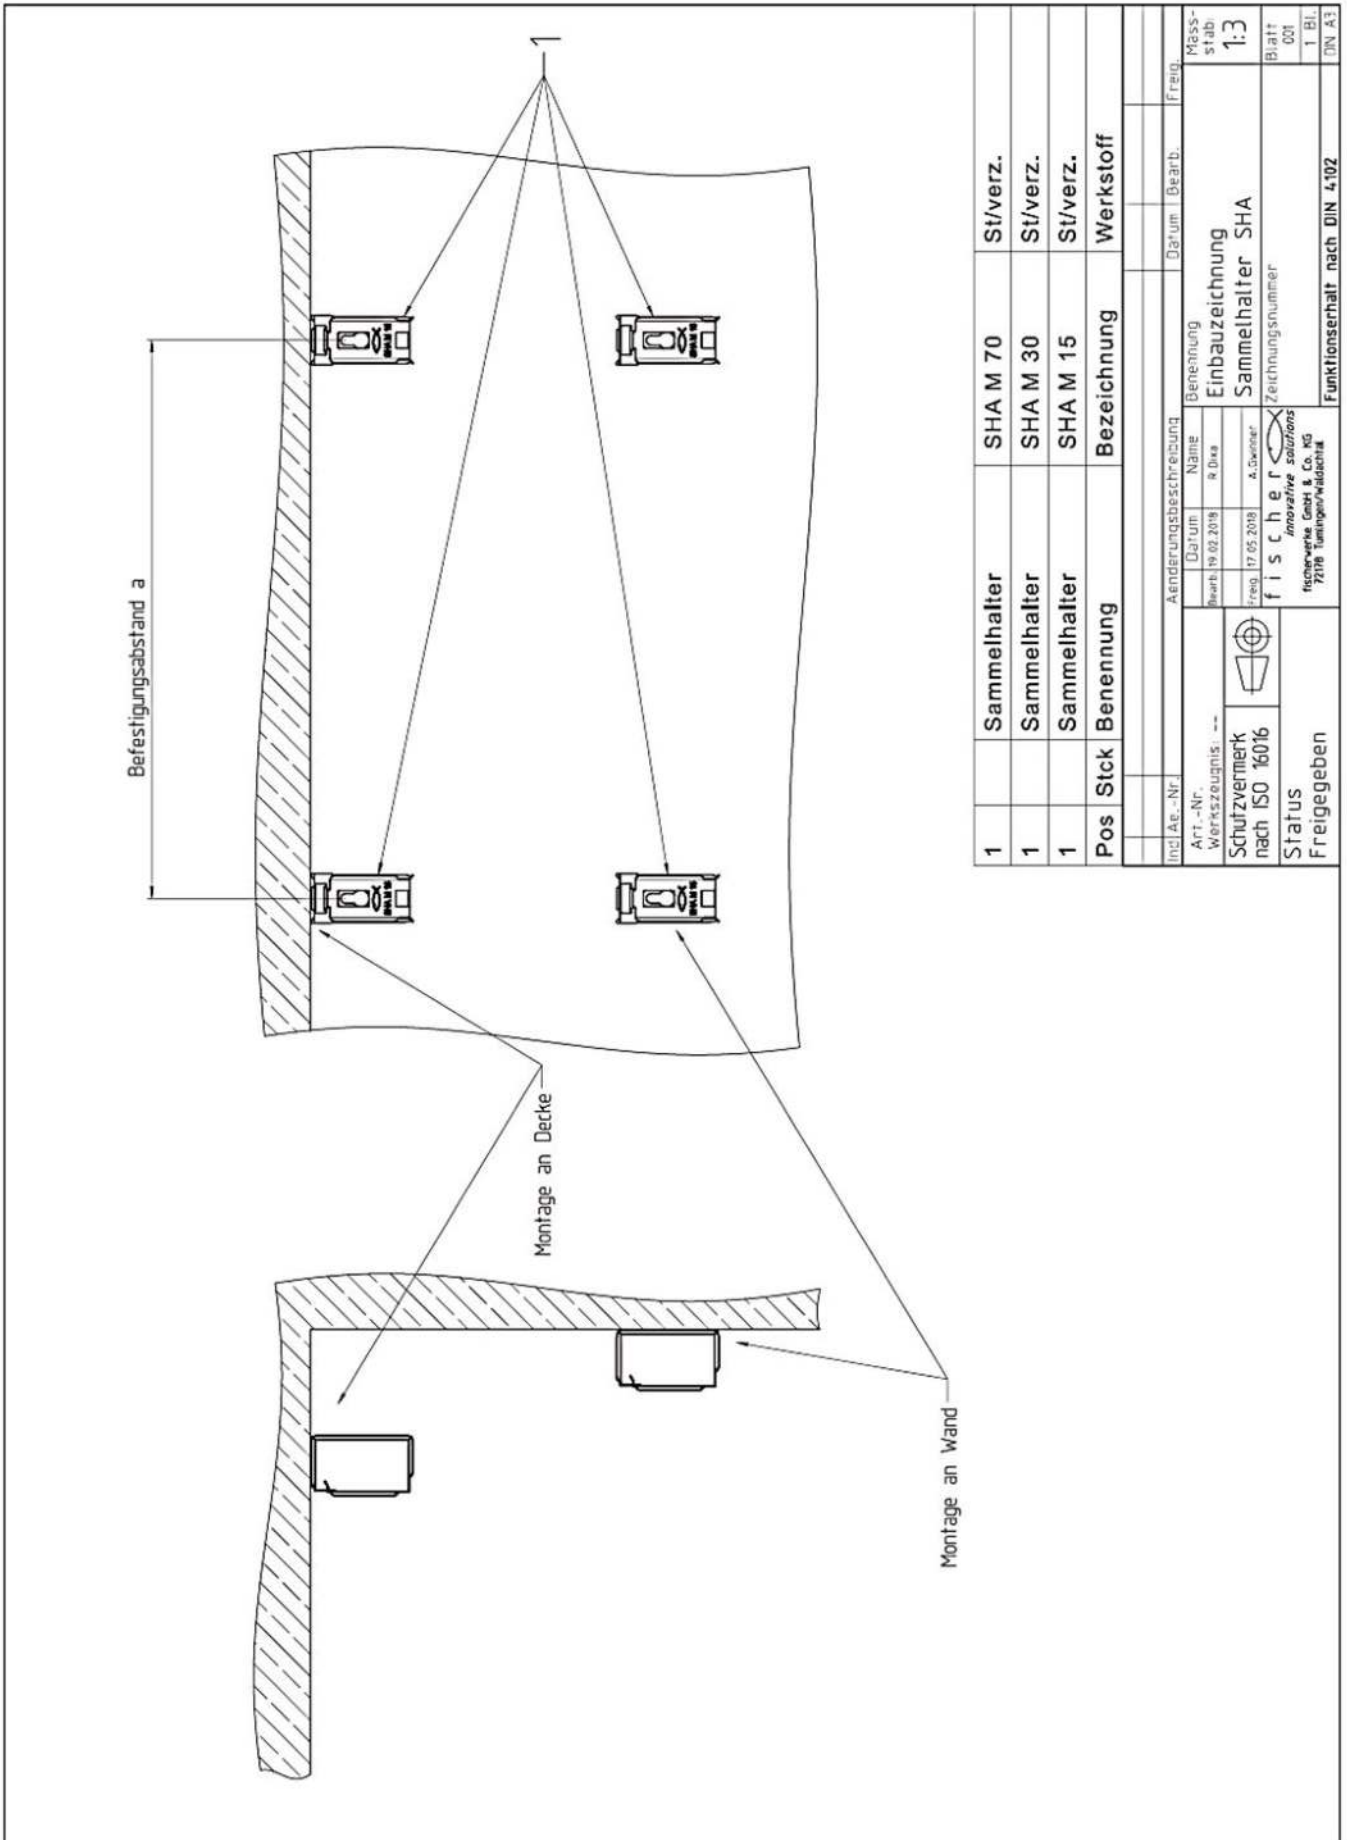 Befestigungsabstand a
1
Montage an Decke
Montage an Wand
1 Sammelhalter SHA M 70 St/verz.
1 Sammelhalter SHA M 30 St/verz.
1 Sammelhalter SHA M 15 St/verz.
Pos Stck Benennung Bezeichnung Werkstoff
Ind Ae.-Nr. Aenderungsbeschreibung Datum Bearb. Freig.
Art.-Nr.
Werkszeugnis: --
Schutzvermerk
nach ISO 16016
Status
Freigegeben
Datum Name
Bearb. 19.02.2018 R.Dixa
Freig. 17.05.2018 A.Gwinner
fischer
innovative solutions
fischerwerke GmbH & Co. KG
72178 Tumlingen/Waldachtal
Benennung
Einbauzeichnung
Sammelhalter SHA
Zeichnungsnummer
Funktionserhalt nach DIN 4102
Mass-
stab:
1:3
Blatt
001
1 Bl.
DIN A3